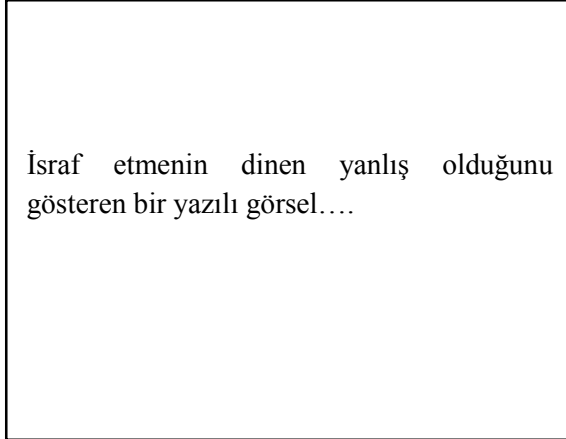 İsraf etmenin dinen yanlış olduğunu
gösteren bir yazılı görsel….